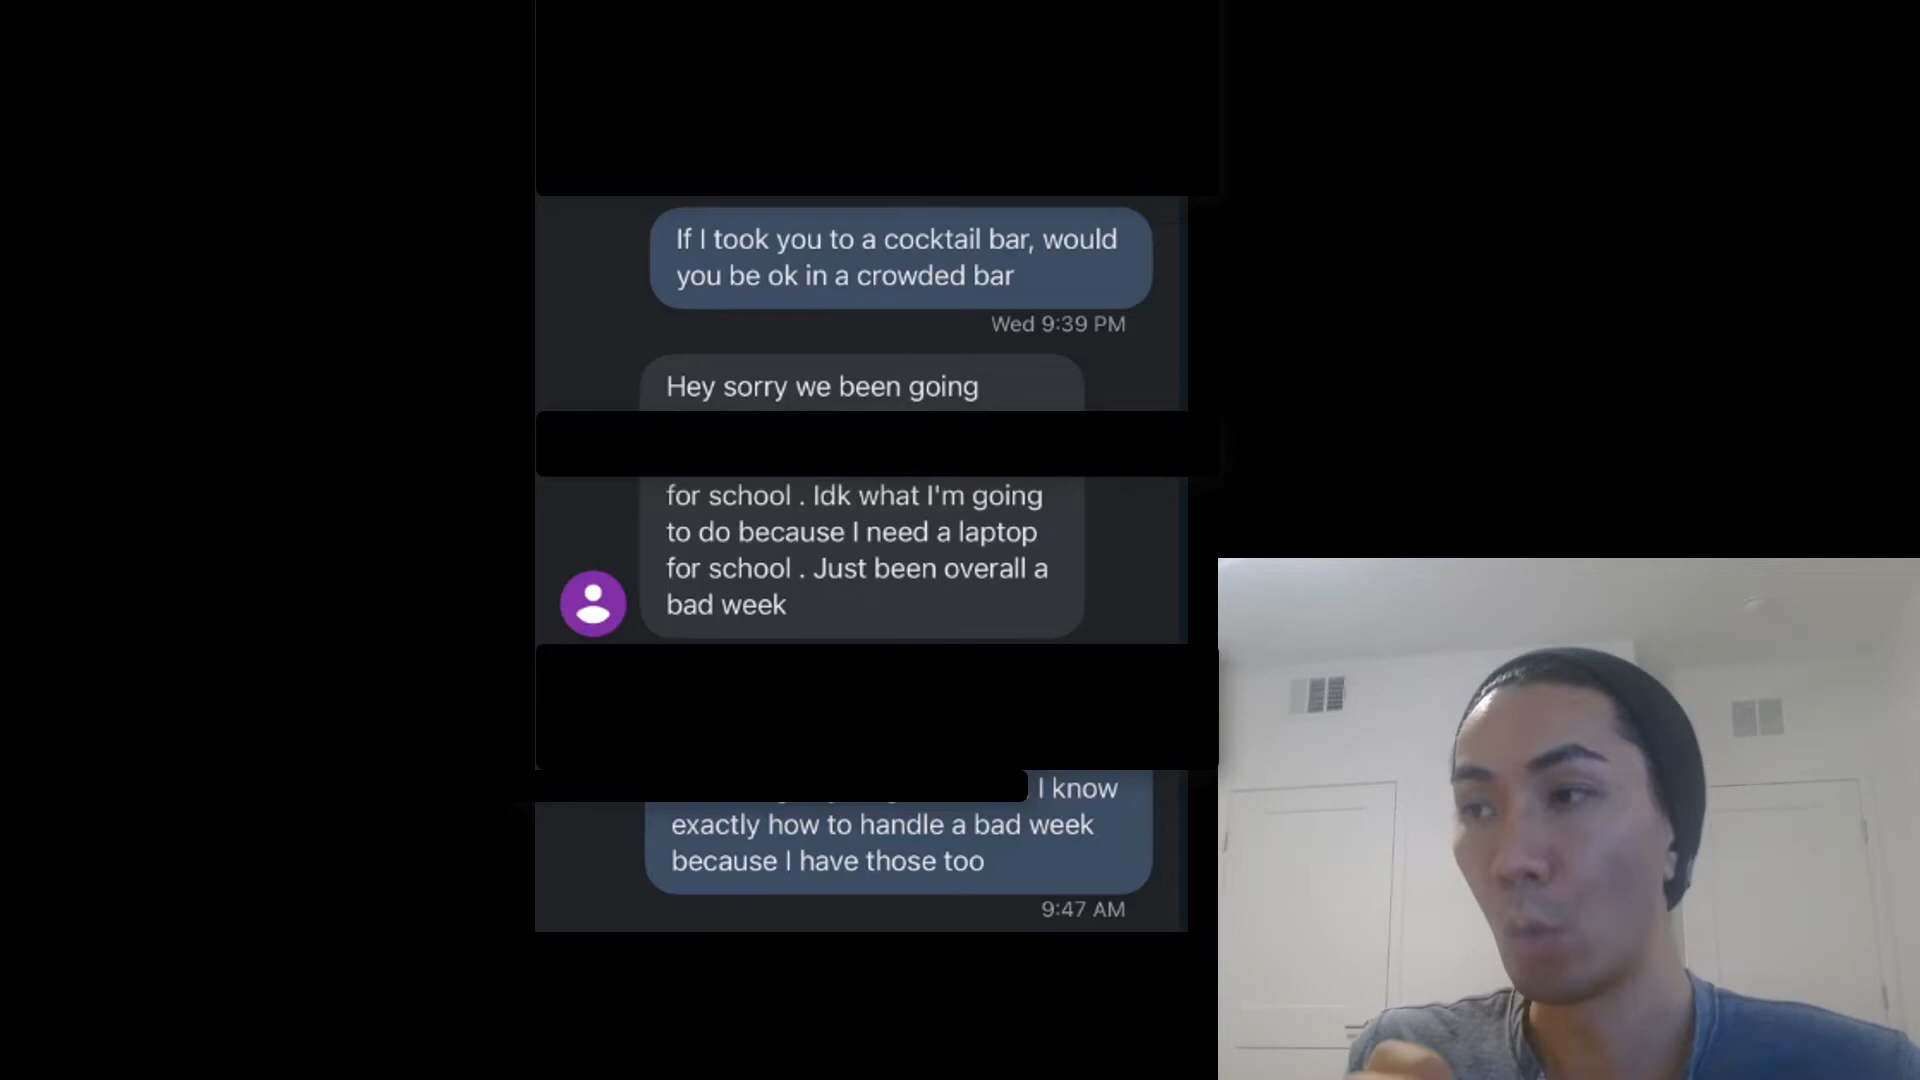 If I took you to a cocktail bar, would
you be ok in a crowded bar
Wed 9:39 PM
Hey sorry we been going
for school . Idk what I'm going
to do because I need a laptop
for school . Just been overall a
bad week
I know
exactly how to handle a bad week
because I have those too
9:47 AM